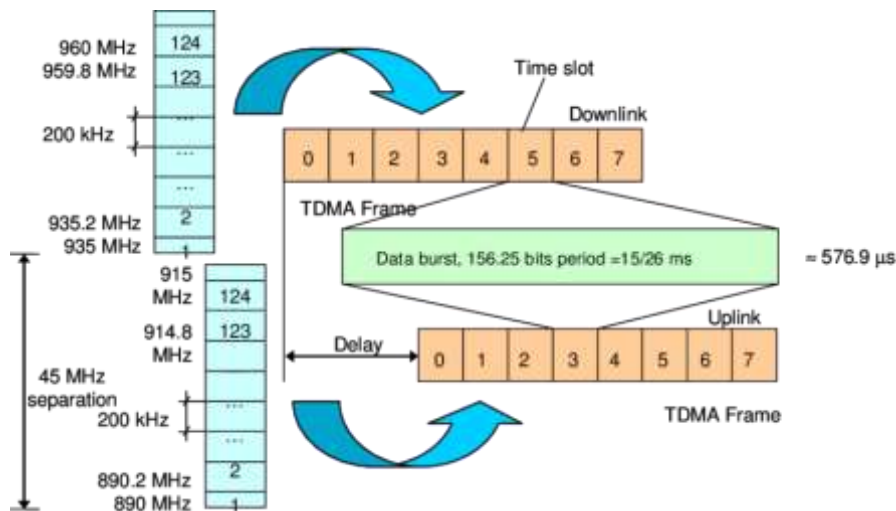 960 MHz
959.8 MHz
200 kHz
935.2 MHz
935 MHz
124
123
...
...
...
2
1
Time slot
Downlink
0 1 2 3 4 5 6 7
TDMA Frame
Data burst, 156.25 bits period =15/26 ms
≈ 576.9 µs
915
MHz
914.8
MHz
45 MHz
separation
200 kHz
890.2 MHz
890 MHz
124
123
...
...
2
1
Delay
Uplink
0 1 2 3 4 5 6 7
TDMA Frame